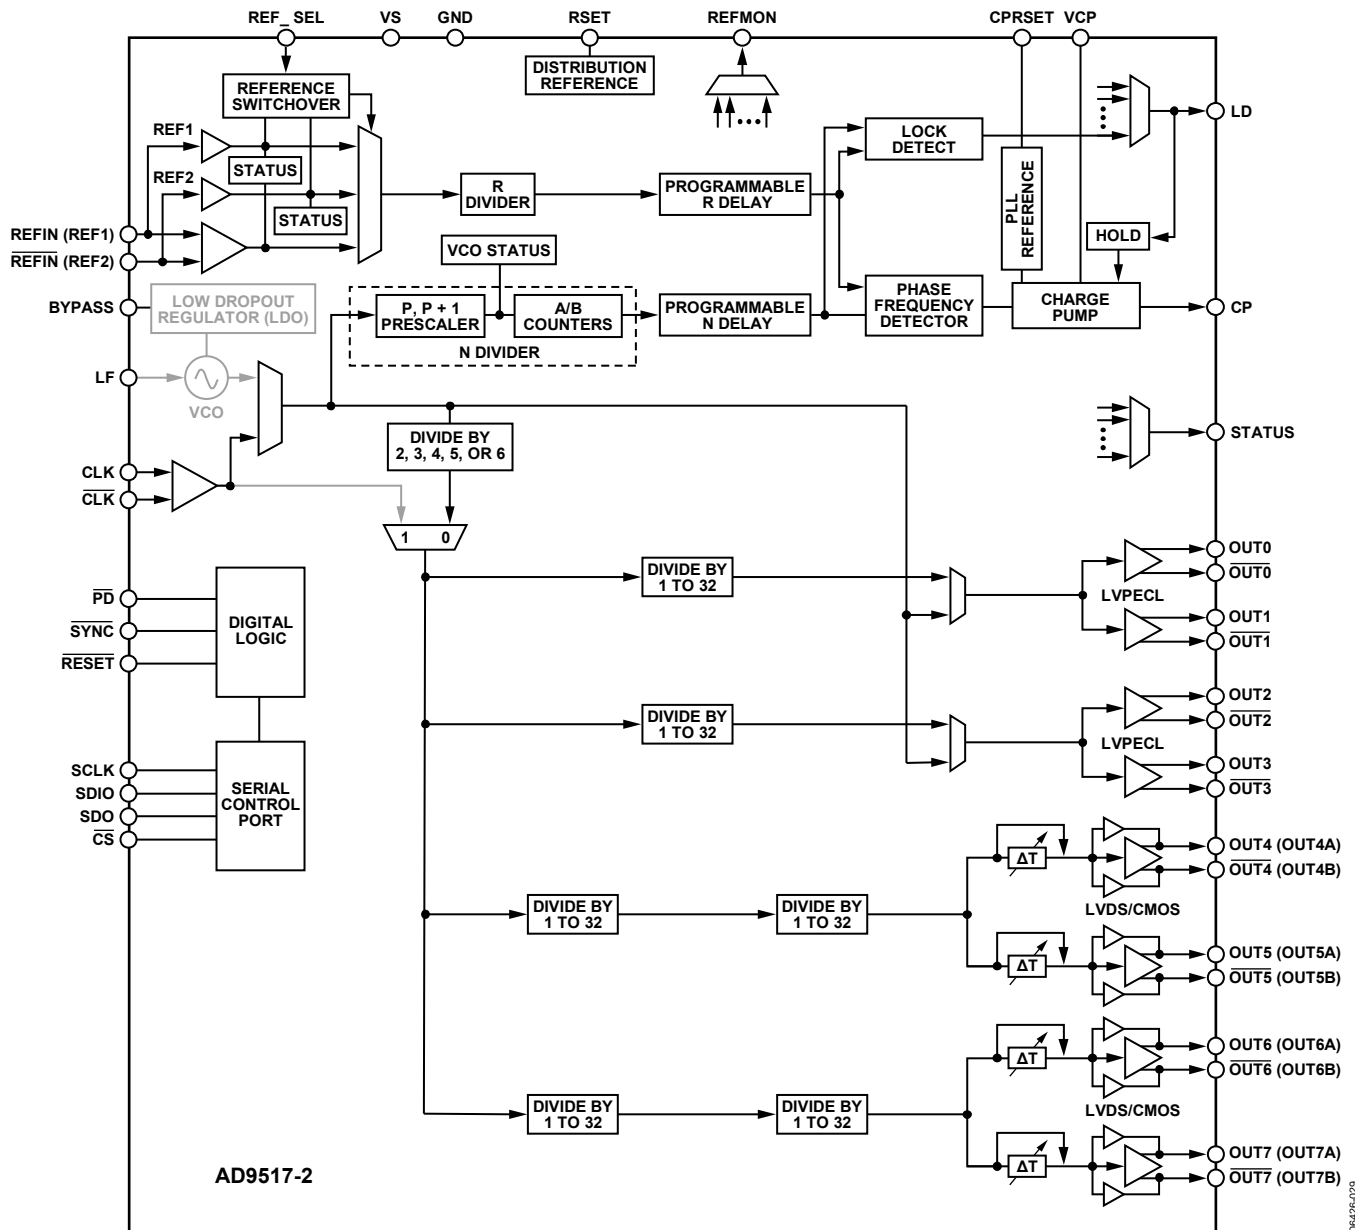 REF_ SEL VS GND RSET REFMON CPRSET VCP
REFERENCE
SWITCHOVER
DISTRIBUTION
REFERENCE
REF1
STATUS
REF2
STATUS
R
DIVIDER
PROGRAMMABLE
R DELAY
LOCK
DETECT
LD
PLL
REFERENCE
HOLD
REFIN (REF1)
REFIN (REF2)
VCO STATUS
BYPASS
LOW DROPOUT
REGULATOR (LDO)
P, P + 1
PRESCALER
A/B
COUNTERS
N DIVIDER
PROGRAMMABLE
N DELAY
PHASE
FREQUENCY
DETECTOR
CHARGE
PUMP
CP
LF
VCO
DIVIDE BY
2, 3, 4, 5, OR 6
STATUS
CLK
CLK
1 0
PD
SYNC
RESET
DIGITAL
LOGIC
DIVIDE BY
1 TO 32
LVPECL
OUT0
OUT0
OUT1
OUT1
DIVIDE BY
1 TO 32
LVPECL
OUT2
OUT2
OUT3
OUT3
SCLK
SDIO
SDO
CS
SERIAL
CONTROL
PORT
DIVIDE BY
1 TO 32
DIVIDE BY
1 TO 32
ΔT
ΔT
LVDS/CMOS
OUT4 (OUT4A)
OUT4 (OUT4B)
OUT5 (OUT5A)
OUT5 (OUT5B)
DIVIDE BY
1 TO 32
DIVIDE BY
1 TO 32
ΔT
ΔT
LVDS/CMOS
OUT6 (OUT6A)
OUT6 (OUT6B)
OUT7 (OUT7A)
OUT7 (OUT7B)
AD9517-2
06426-029